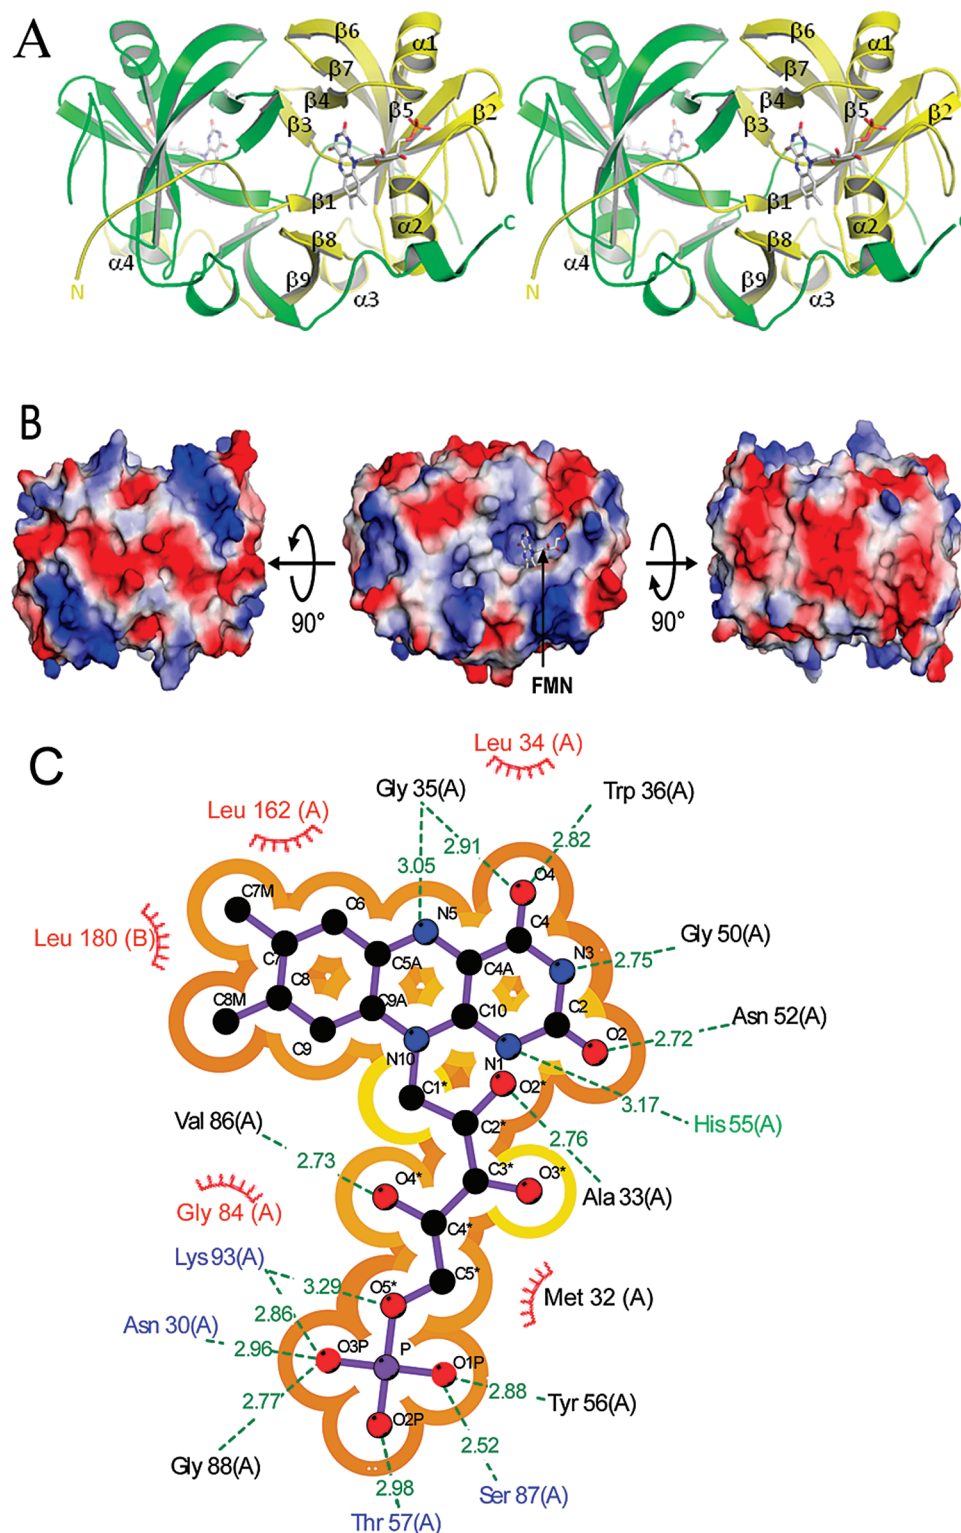 A
β6
α1
β7
β4
β5
β2
β3
β1
α2
C
β8
α4
β9
α3
N
β6
α1
β7
β4
β5
β2
β3
β1
α2
C
β8
α4
β9
α3
N
B
90°
90°
FMN
C
Leu 34 (A)
Gly 35(A)
Trp 36(A)
Leu 162 (A)
2.91
2.82
3.05
O4
C7M
C6
N5
C4
Leu 180 (B)
C7
C5A
C4A
N3
Gly 50(A)
2.75
C8
C8M
C9A
C10
C2
Asn 52(A)
O2
2.72
C9
N10
N1
C1*
O2*
3.17
His 55(A)
Val 86(A)
C2*
2.76
2.73
O4*
C3*
O3*
Ala 33(A)
Gly 84 (A)
C4*
Lys 93(A)
3.29
O5*
C5*
Met 32 (A)
2.86
Asn 30(A)
2.96
O3P
P
O1P
2.77
2.88
Tyr 56(A)
O2P
2.52
Gly 88(A)
2.98
Ser 87(A)
Thr 57(A)